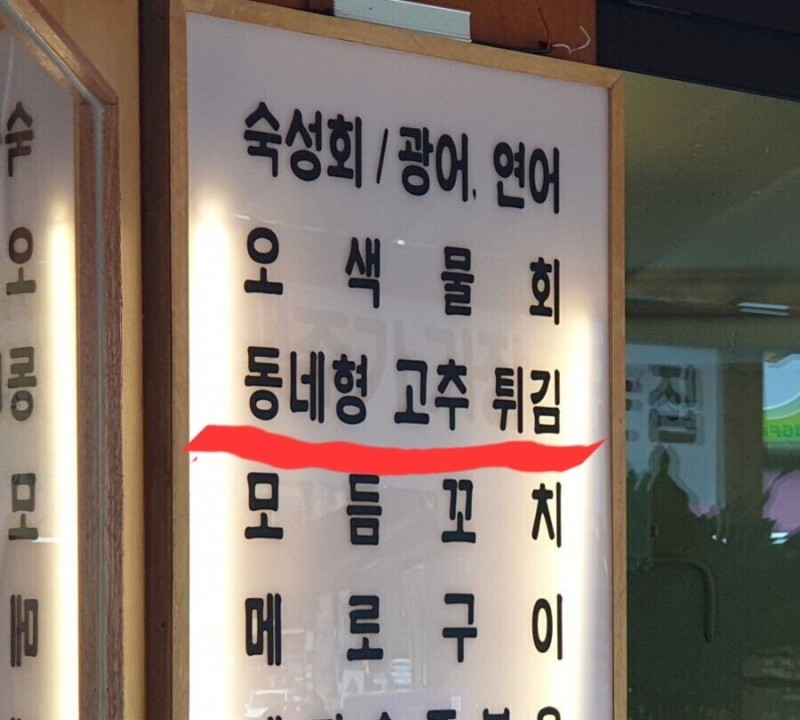 숙성회 / 광어, 연어
오색물회
동네형 고추 튀김
모듬꼬치
메로구이